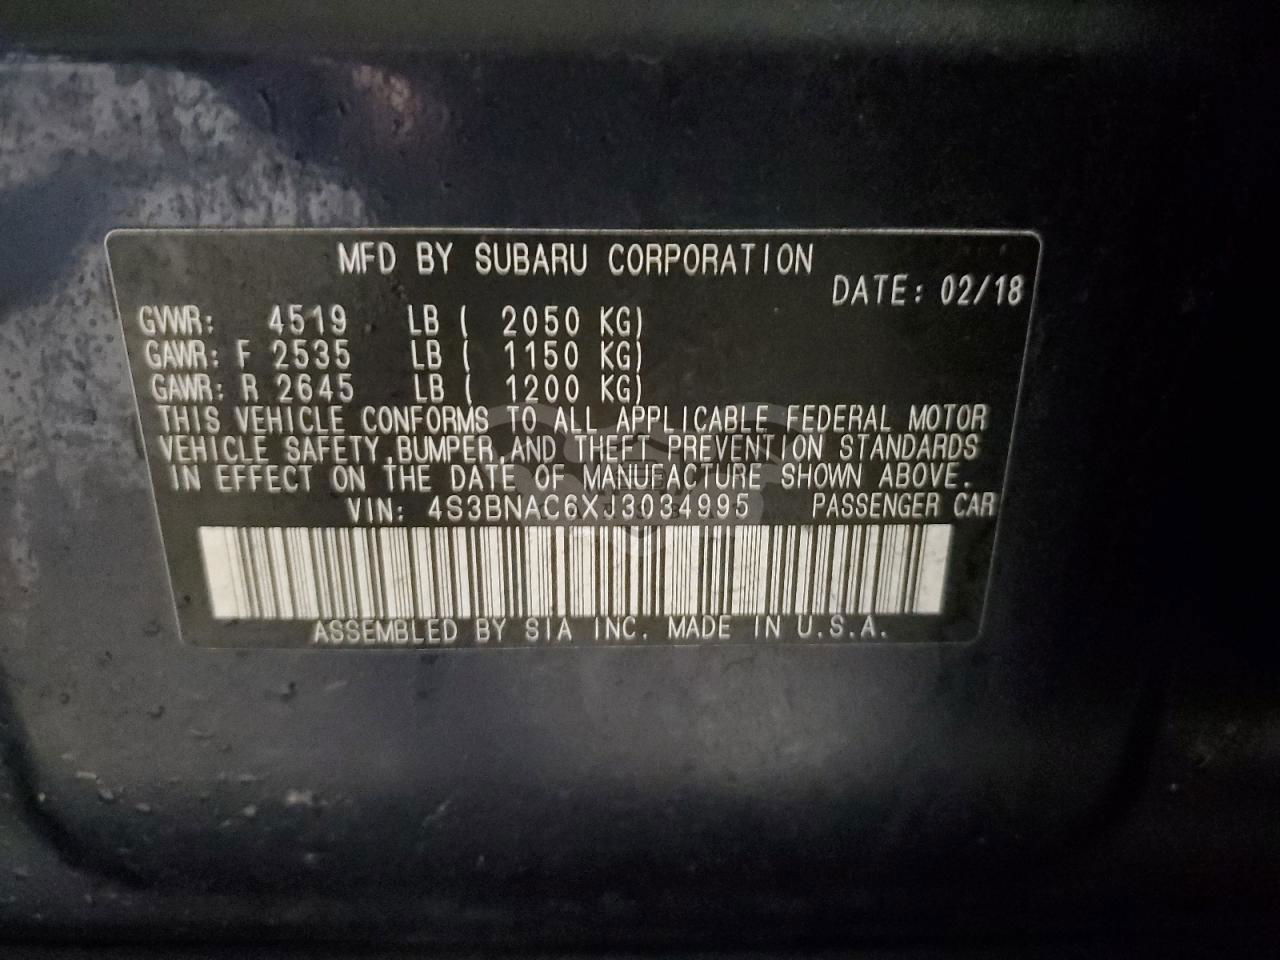 MFD BY SUBARU CORPORATION
DATE: 02/18
GVWR: 4519 LB ( 2050 KG)
GAWR: F 2535 LB ( 1150 KG)
GAWR: R 2645 LB ( 1200 KG)
THIS VEHICLE CONFORMS TO ALL APPLICABLE FEDERAL MOTOR
VEHICLE SAFETY,BUMPER,AND THEFT PREVENTION STANDARDS
IN EFFECT ON THE DATE OF MANUFACTURE SHOWN ABOVE.
VIN: 4S3BNAC6XJ3034995 PASSENGER CAR
ASSEMBLED BY SIA INC. MADE IN U.S.A.